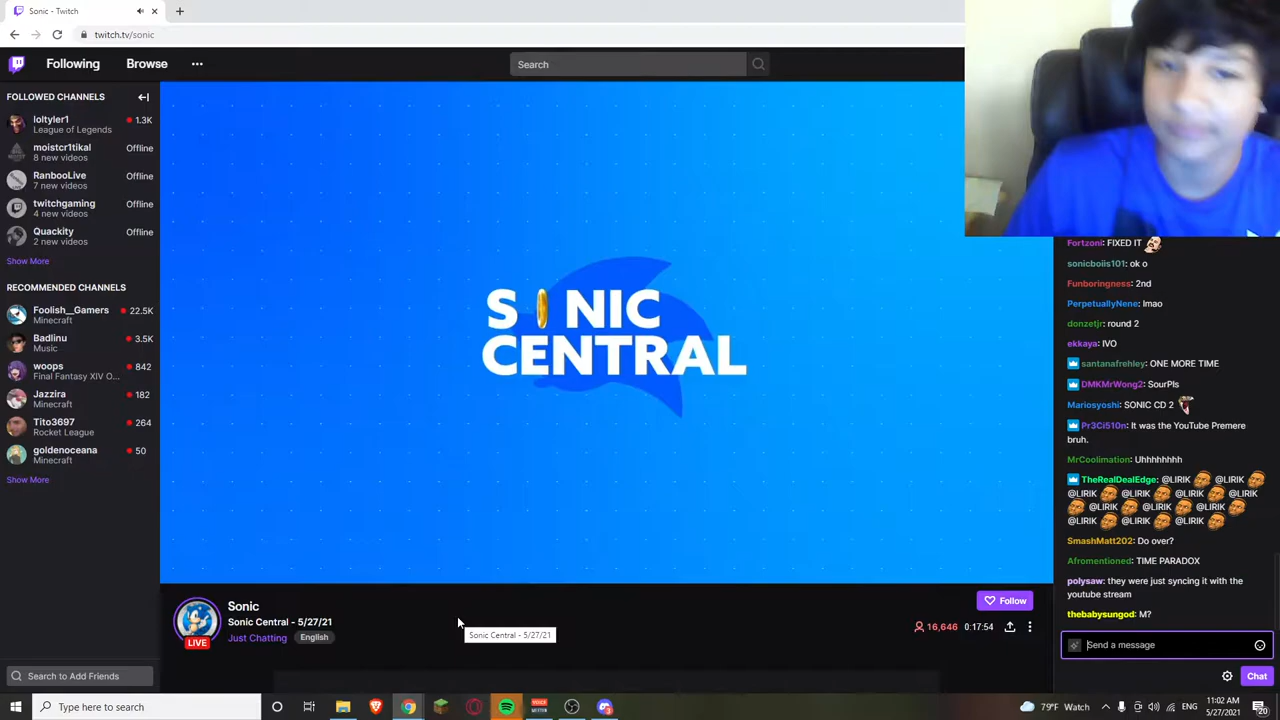 Sonic - Twitch
twitch.tv/sonic
Following
Browse
Search
FOLLOWED CHANNELS
loltyler1
League of Legends
1.3K
moistcr1tikal
8 new videos
Offline
RanbooLive
7 new videos
Offline
twitchgaming
4 new videos
Offline
Quackity
2 new videos
Offline
Show More
RECOMMENDED CHANNELS
Foolish__Gamers
Minecraft
22.5K
Badlinu
Music
3.5K
woops
Final Fantasy XIV O...
842
Jazzira
Minecraft
182
Tito3697
Rocket League
264
goldenoceana
Minecraft
50
Show More
Search to Add Friends
SONIC
CENTRAL
LIVE
Sonic
Sonic Central - 5/27/21
Just Chatting
English
Sonic Central - 5/27/21
Follow
16,646
0:17:54
Fortzoni: FIXED IT
sonicboiis101: ok o
Funboringness: 2nd
PerpetuallyNene: lmao
donzetjr: round 2
ekkaya: IVO
santanafrehley: ONE MORE TIME
DMKMrWong2: SourPls
Mariosyoshi: SONIC CD 2
Pr3Ci510n: It was the YouTube Premere
bruh.
MrCoolimation: Uhhhhhhhh
TheRealDealEdge: @LIRIK @LIRIK
@LIRIK @LIRIK @LIRIK @LIRIK
@LIRIK @LIRIK @LIRIK
@LIRIK @LIRIK @LIRIK
SmashMatt202: Do over?
Afromentioned: TIME PARADOX
polysaw: they were just syncing it with the
youtube stream
thebabysungod: M?
Send a message
Chat
Type here to search
79°F Watch
ENG
11:02 AM
5/27/2021
20